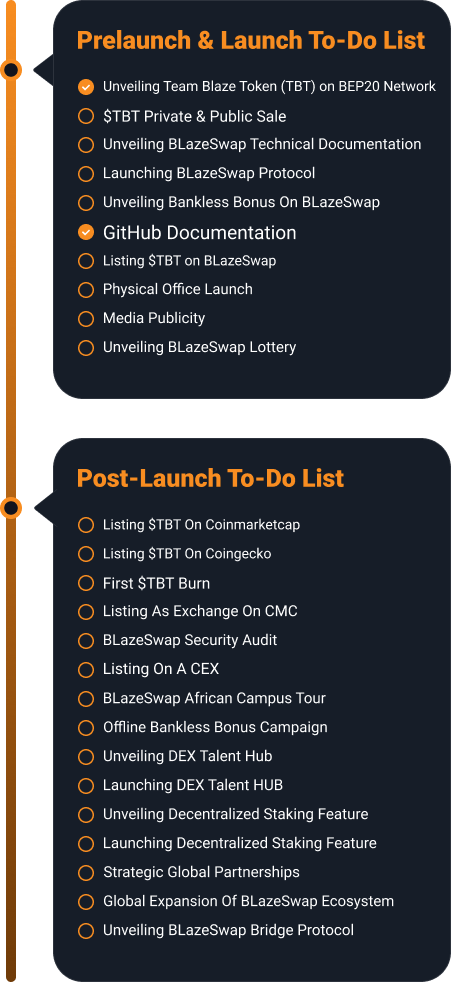 Prelaunch & Launch To-Do List
Unveiling Team Blaze Token (TBT) on BEP20 Network
$TBT Private & Public Sale
Unveiling BLazeSwap Technical Documentation
Launching BLazeSwap Protocol
Unveiling Bankless Bonus On BLazeSwap
GitHub Documentation
Listing $TBT on BLazeSwap
Physical Office Launch
Media Publicity
Unveiling BLazeSwap Lottery
Post-Launch To-Do List
Listing $TBT On Coinmarketcap
Listing $TBT On Coingecko
First $TBT Burn
Listing As Exchange On CMC
BLazeSwap Security Audit
Listing On A CEX
BLazeSwap African Campus Tour
Offline Bankless Bonus Campaign
Unveiling DEX Talent Hub
Launching DEX Talent HUB
Unveiling Decentralized Staking Feature
Launching Decentralized Staking Feature
Strategic Global Partnerships
Global Expansion Of BLazeSwap Ecosystem
Unveiling BLazeSwap Bridge Protocol